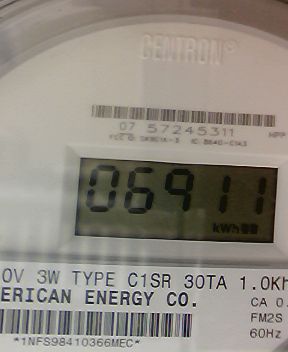 CENTRON®
07 57245311
06911
kWh
0V 3W TYPE C1SR 30TA 1.0Kh
ERICAN ENERGY CO.
CA 0.
FM2S
60Hz
*1NFS98410366MEC*